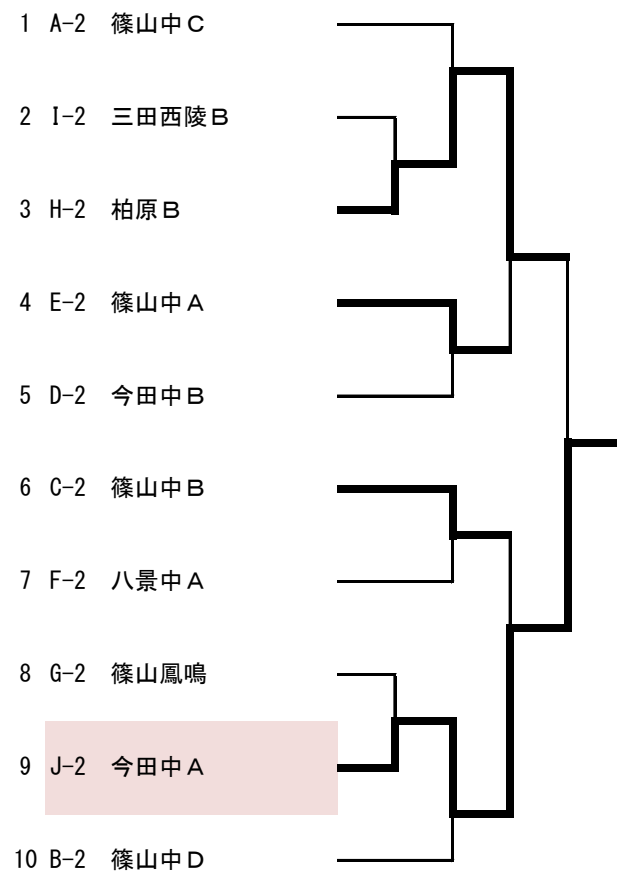 1 A-2 篠山中C
2 I-2 三田西陵B
3 H-2 柏原B
4 E-2 篠山中A
5 D-2 今田中B
6 C-2 篠山中B
7 F-2 八景中A
8 G-2 篠山鳳鳴
9 J-2 今田中A
10 B-2 篠山中D